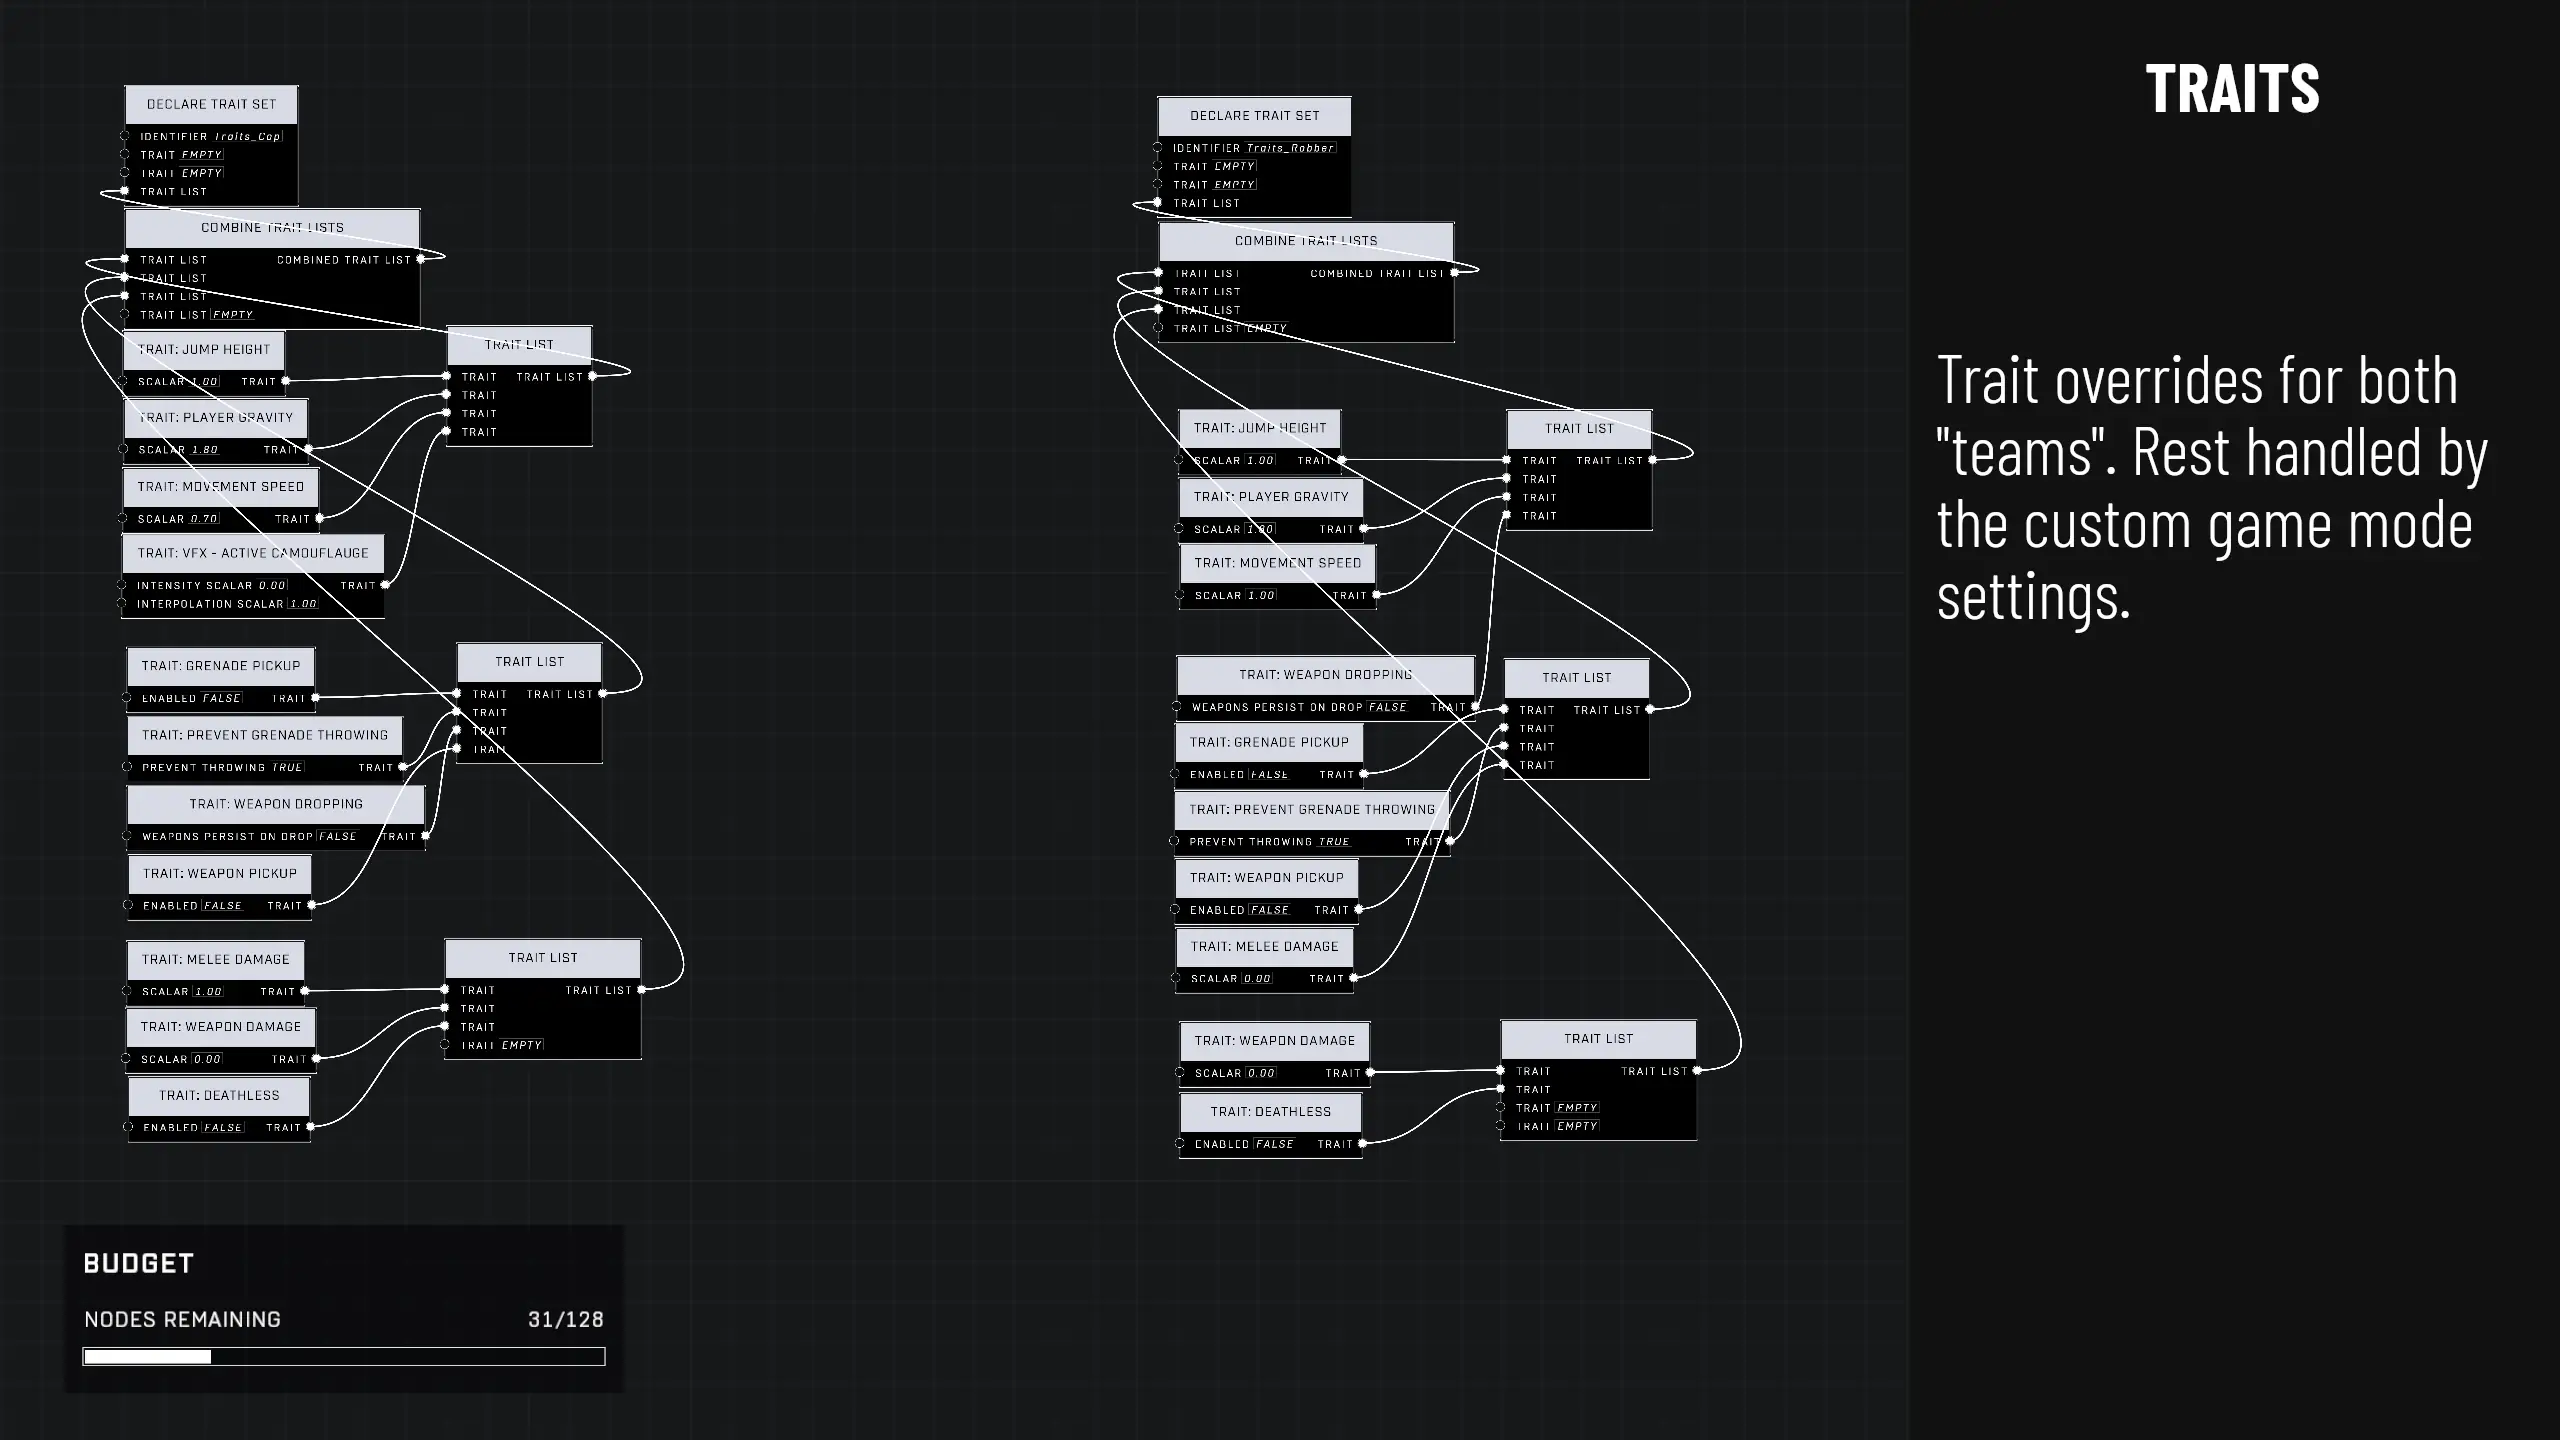 DECLARE TRAIT SET
IDENTIFIER Traits_Cop
TRAIT EMPTY
TRAIT EMPTY
TRAIT LIST
COMBINE TRAIT LISTS
TRAIT LIST COMBINED TRAIT LIST
TRAIT LIST
TRAIT LIST
TRAIT LIST EMPTY
TRAIT: JUMP HEIGHT
SCALAR 1.00 TRAIT
TRAIT: PLAYER GRAVITY
SCALAR 1.80 TRAIT
TRAIT: MOVEMENT SPEED
SCALAR 0.70 TRAIT
TRAIT: VFX - ACTIVE CAMOUFLAUGE
INTENSITY SCALAR 0.00 TRAIT
INTERPOLATION SCALAR 1.00
TRAIT LIST
TRAIT TRAIT LIST
TRAIT
TRAIT
TRAIT
TRAIT: GRENADE PICKUP
ENABLED FALSE TRAIT
TRAIT: PREVENT GRENADE THROWING
PREVENT THROWING TRUE TRAIT
TRAIT: WEAPON DROPPING
WEAPONS PERSIST ON DROP FALSE TRAIT
TRAIT: WEAPON PICKUP
ENABLED FALSE TRAIT
TRAIT LIST
TRAIT TRAIT LIST
TRAIT
TRAIT
TRAIT
TRAIT: MELEE DAMAGE
SCALAR 1.00 TRAIT
TRAIT: WEAPON DAMAGE
SCALAR 0.00 TRAIT
TRAIT: DEATHLESS
ENABLED FALSE TRAIT
TRAIT LIST
TRAIT TRAIT LIST
TRAIT
TRAIT
TRAIT EMPTY
BUDGET
NODES REMAINING 31/128
DECLARE TRAIT SET
IDENTIFIER Traits_Robber
TRAIT EMPTY
TRAIT EMPTY
TRAIT LIST
COMBINE TRAIT LISTS
TRAIT LIST COMBINED TRAIT LIST
TRAIT LIST
TRAIT LIST
TRAIT LIST EMPTY
TRAIT: JUMP HEIGHT
SCALAR 1.00 TRAIT
TRAIT: PLAYER GRAVITY
SCALAR TRAIT
TRAIT: MOVEMENT SPEED
SCALAR 1.00 TRAIT
TRAIT LIST
TRAIT TRAIT LIST
TRAIT
TRAIT
TRAIT
TRAIT: WEAPON DROPPING
WEAPONS PERSIST ON DROP FALSE TRAIT
TRAIT: GRENADE PICKUP
ENABLED FALSE TRAIT
TRAIT: PREVENT GRENADE THROWING
PREVENT THROWING TRUE TRAIT
TRAIT: WEAPON PICKUP
ENABLED FALSE TRAIT
TRAIT: MELEE DAMAGE
SCALAR 0.00 TRAIT
TRAIT LIST
TRAIT TRAIT LIST
TRAIT
TRAIT
TRAIT
TRAIT: WEAPON DAMAGE
SCALAR 0.00 TRAIT
TRAIT: DEATHLESS
ENABLED FALSE TRAIT
TRAIT LIST
TRAIT TRAIT LIST
TRAIT
TRAIT EMPTY
TRAIT EMPTY
TRAITS
Trait overrides for both
"teams". Rest handled by
the custom game mode
settings.